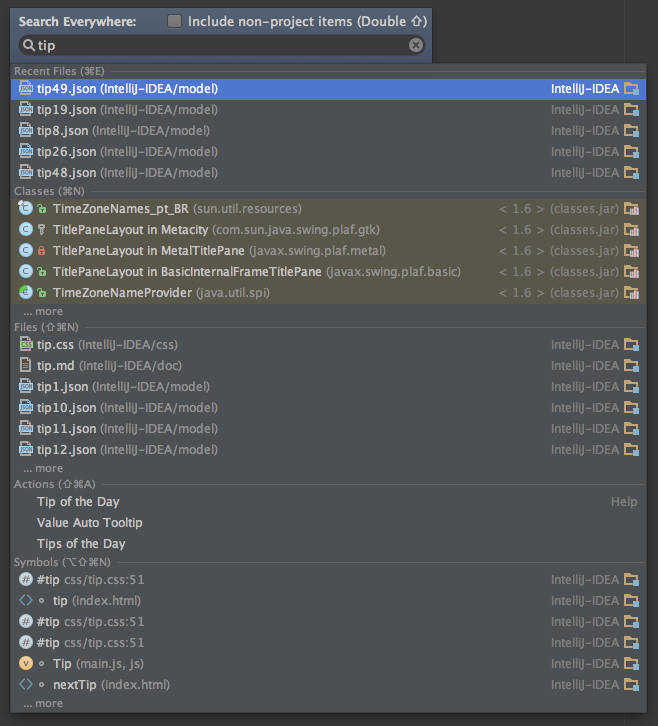 Search Everywhere: Include non-project items (Double ⇧)
tip
Recent Files (⌘E)
tip49.json (IntelliJ-IDEA/model) IntelliJ-IDEA
tip19.json (IntelliJ-IDEA/model) IntelliJ-IDEA
tip8.json (IntelliJ-IDEA/model) IntelliJ-IDEA
tip26.json (IntelliJ-IDEA/model) IntelliJ-IDEA
tip48.json (IntelliJ-IDEA/model) IntelliJ-IDEA
Classes (⌘N)
C TimeZoneNames_pt_BR (sun.util.resources) < 1.6 > (classes.jar)
C TitlePaneLayout in Metacity (com.sun.java.swing.plaf.gtk) < 1.6 > (classes.jar)
C TitlePaneLayout in MetalTitlePane (javax.swing.plaf.metal) < 1.6 > (classes.jar)
C TitlePaneLayout in BasicInternalFrameTitlePane (javax.swing.plaf.basic) < 1.6 > (classes.jar)
C TimeZoneNameProvider (java.util.spi) < 1.6 > (classes.jar)
... more
Files (⇧⌘N)
CSS tip.css (IntelliJ-IDEA/css) IntelliJ-IDEA
tip.md (IntelliJ-IDEA/doc) IntelliJ-IDEA
JSON tip1.json (IntelliJ-IDEA/model) IntelliJ-IDEA
JSON tip10.json (IntelliJ-IDEA/model) IntelliJ-IDEA
JSON tip11.json (IntelliJ-IDEA/model) IntelliJ-IDEA
JSON tip12.json (IntelliJ-IDEA/model) IntelliJ-IDEA
... more
Actions (⇧⌘A)
Tip of the Day Help
Value Auto Tooltip
Tips of the Day
Symbols (⌥⇧⌘N)
# #tip css/tip.css:51 IntelliJ-IDEA
<> tip (index.html) IntelliJ-IDEA
# #tip css/tip.css:51 IntelliJ-IDEA
# #tip css/tip.css:51 IntelliJ-IDEA
v Tip (main.js, js) IntelliJ-IDEA
<> nextTip (index.html) IntelliJ-IDEA
... more